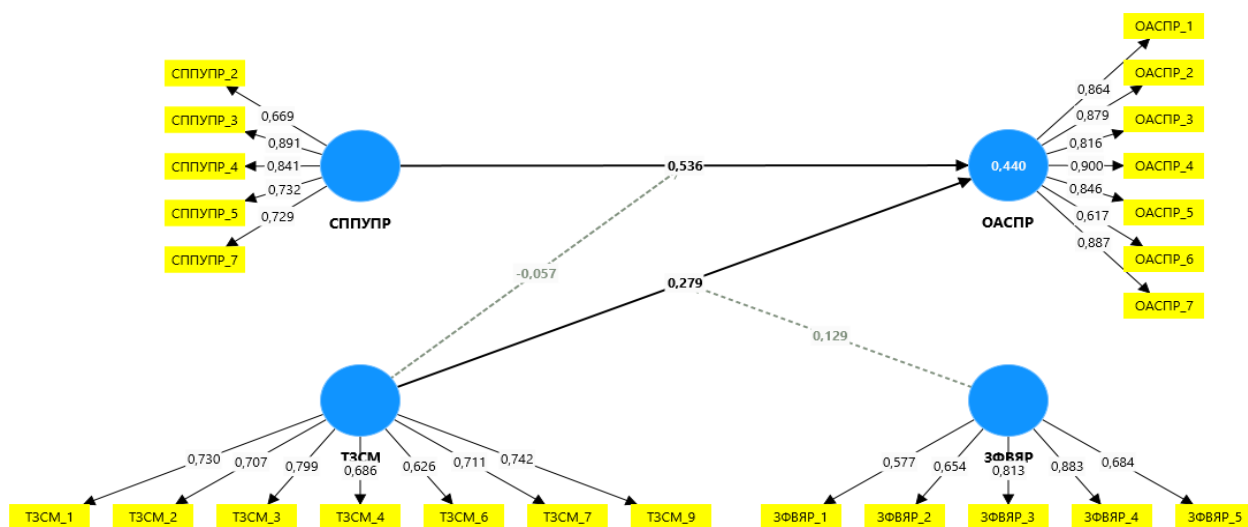 ОАСПР_1
СППУПР_2
ОАСПР_2
0,864
0,669
0,879
СППУПР_3
ОАСПР_3
0,891
0,816
СППУПР_4
0,841
0,536
0,440
0,900
ОАСПР_4
0,732
0,846
СППУПР_5
ОАСПР_5
0,729
0,617
СППУПР
ОАСПР
0,887
СППУПР_7
ОАСПР_6
-0,057
0,279
ОАСПР_7
0,129
ТЗСМ
ЗФВЯР
0,730
0,707
0,799
0,686
0,626
0,711
0,742
0,577
0,654
0,813
0,883
0,684
ТЗСМ_1
ТЗСМ_2
ТЗСМ_3
ТЗСМ_4
ТЗСМ_6
ТЗСМ_7
ТЗСМ_9
ЗФВЯР_1
ЗФВЯР_2
ЗФВЯР_3
ЗФВЯР_4
ЗФВЯР_5